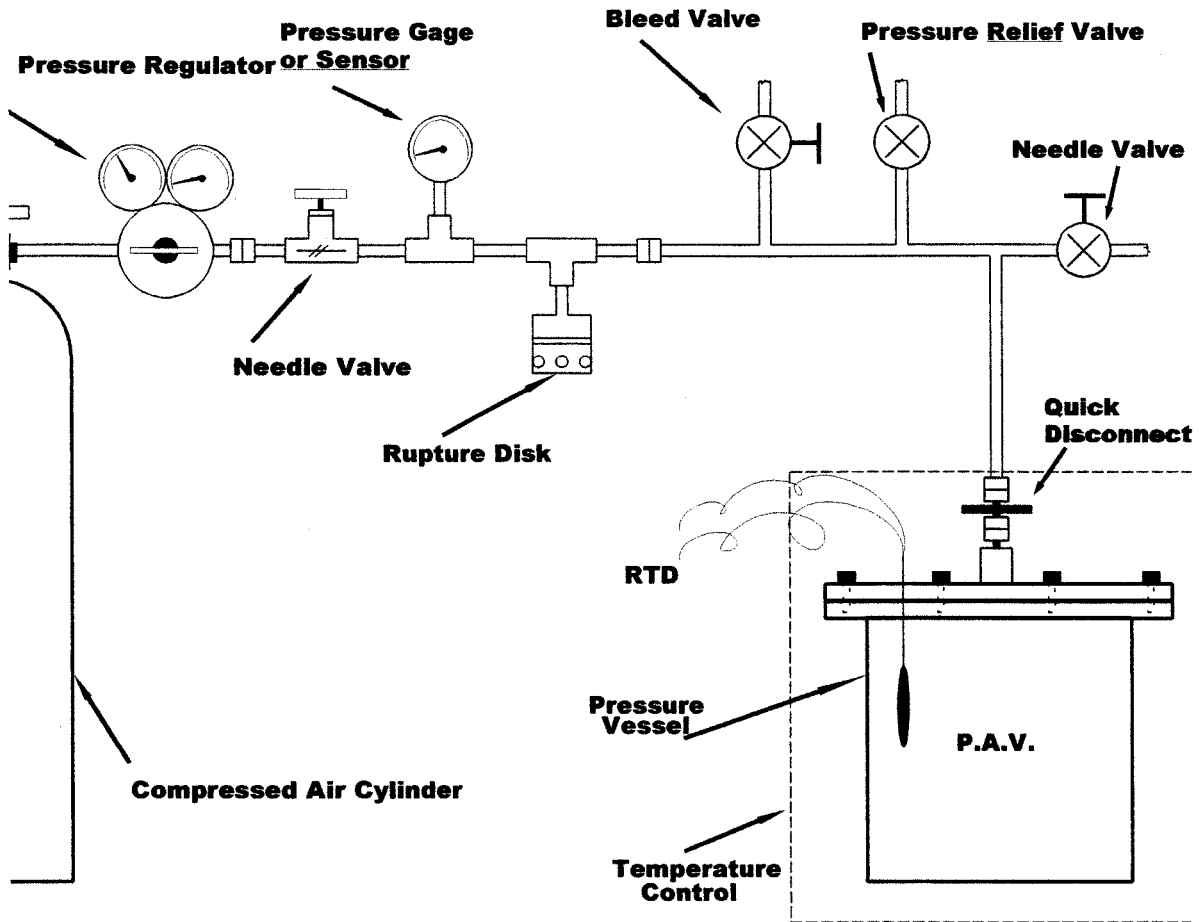 Bleed Valve
Pressure Gage
or Sensor
Pressure Relief Valve
Pressure Regulator
Needle Valve
Needle Valve
Rupture Disk
Quick
Disconnect
RTD
Pressure
Vessel
P.A.V.
Compressed Air Cylinder
Temperature
Control